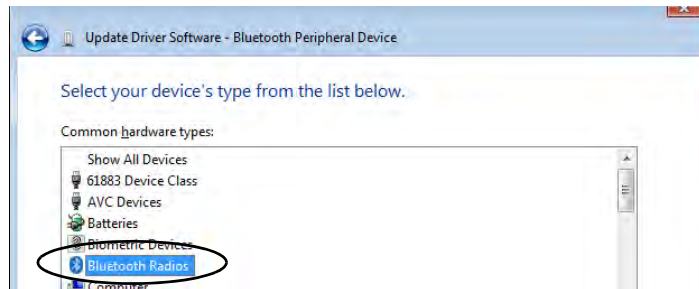 Update Driver Software - Bluetooth Peripheral Device
Select your device's type from the list below.
Common hardware types:
Show All Devices
61883 Device Class
AVC Devices
Batteries
Biometric Devices
Bluetooth Radios
Computer